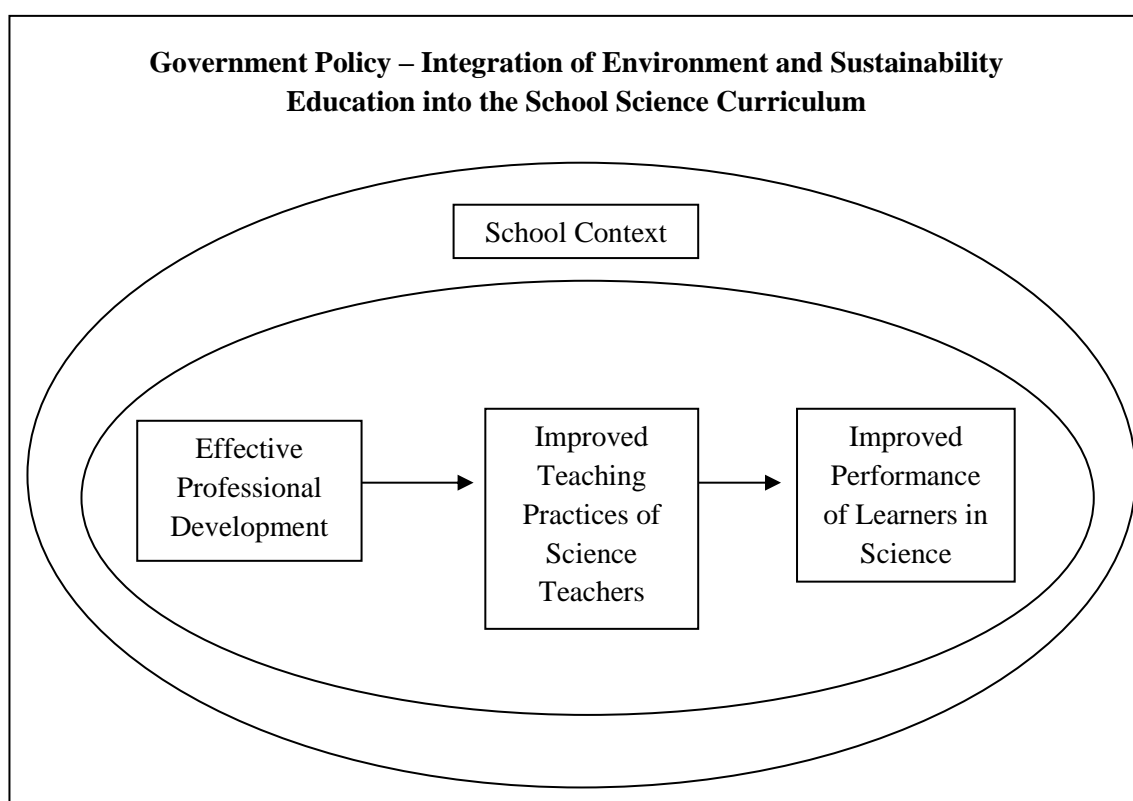 Government Policy – Integration of Environment and Sustainability
Education into the School Science Curriculum
School Context
Effective
Professional
Development
Improved
Teaching
Practices of
Science
Teachers
Improved
Performance
of Learners in
Science